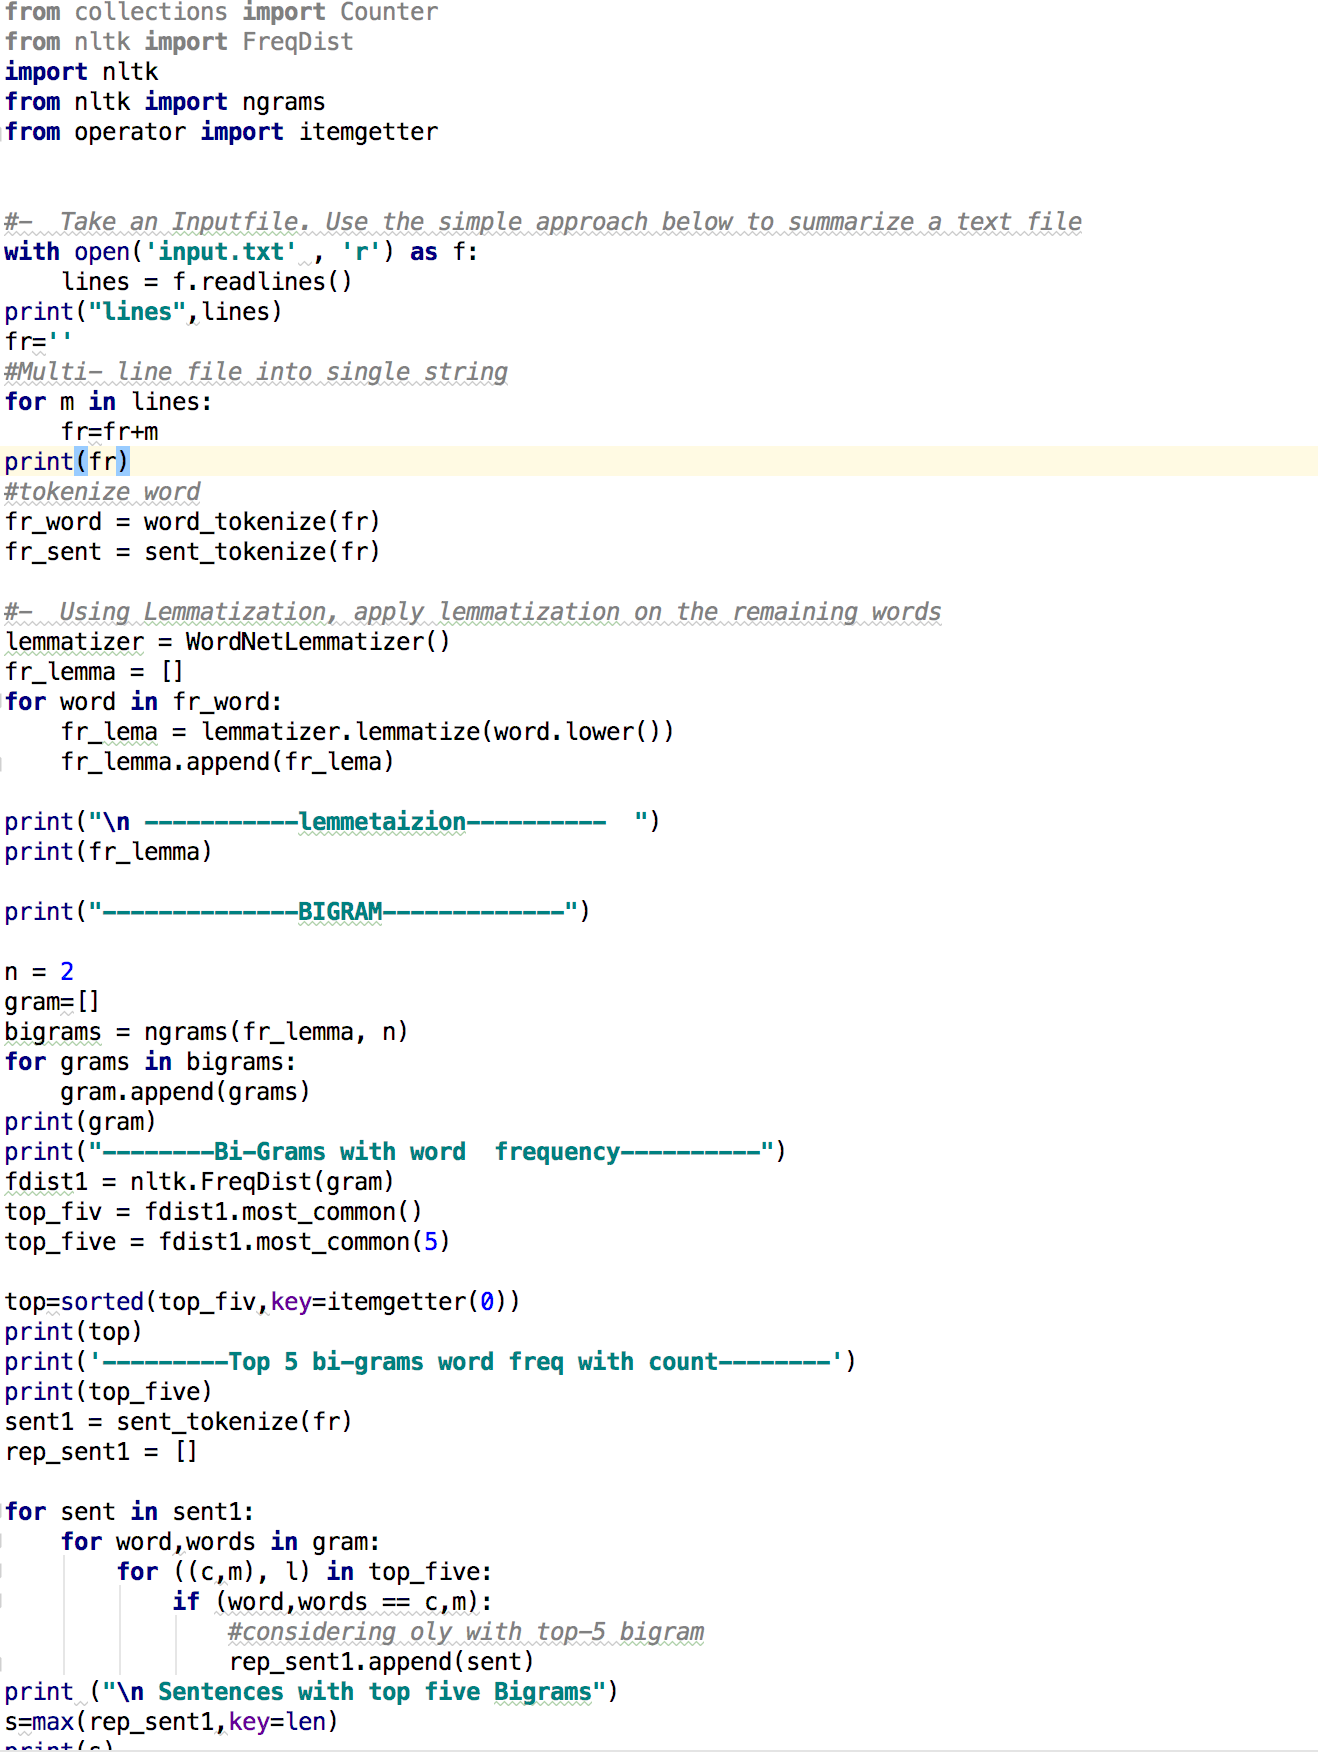 from collections import Counter
from nltk import FreqDist
import nltk
from nltk import ngrams
from operator import itemgetter
#-  Take an Inputfile. Use the simple approach below to summarize a text file
with open('input.txt' , 'r') as f:
    lines = f.readlines()
print("lines",lines)
fr=''
#Multi- line file into single string
for m in lines:
    fr=fr+m
print(fr)
#tokenize word
fr_word = word_tokenize(fr)
fr_sent = sent_tokenize(fr)
#-  Using Lemmatization, apply lemmatization on the remaining words
lemmatizer = WordNetLemmatizer()
fr_lemma = []
for word in fr_word:
    fr_lema = lemmatizer.lemmatize(word.lower())
    fr_lemma.append(fr_lema)
print("\n -----------lemmetaizion----------  ")
print(fr_lemma)
print("--------------BIGRAM-------------")
n = 2
gram=[]
bigrams = ngrams(fr_lemma, n)
for grams in bigrams:
    gram.append(grams)
print(gram)
print("--------Bi-Grams with word  frequency----------")
fdist1 = nltk.FreqDist(gram)
top_fiv = fdist1.most_common()
top_five = fdist1.most_common(5)
top=sorted(top_fiv,key=itemgetter(0))
print(top)
print('---------Top 5 bi-grams word freq with count--------')
print(top_five)
sent1 = sent_tokenize(fr)
rep_sent1 = []
for sent in sent1:
    for word,words in gram:
        for ((c,m), l) in top_five:
            if (word,words == c,m):
                #considering oly with top-5 bigram
                rep_sent1.append(sent)
print ("\n Sentences with top five Bigrams")
s=max(rep_sent1,key=len)
print(s)